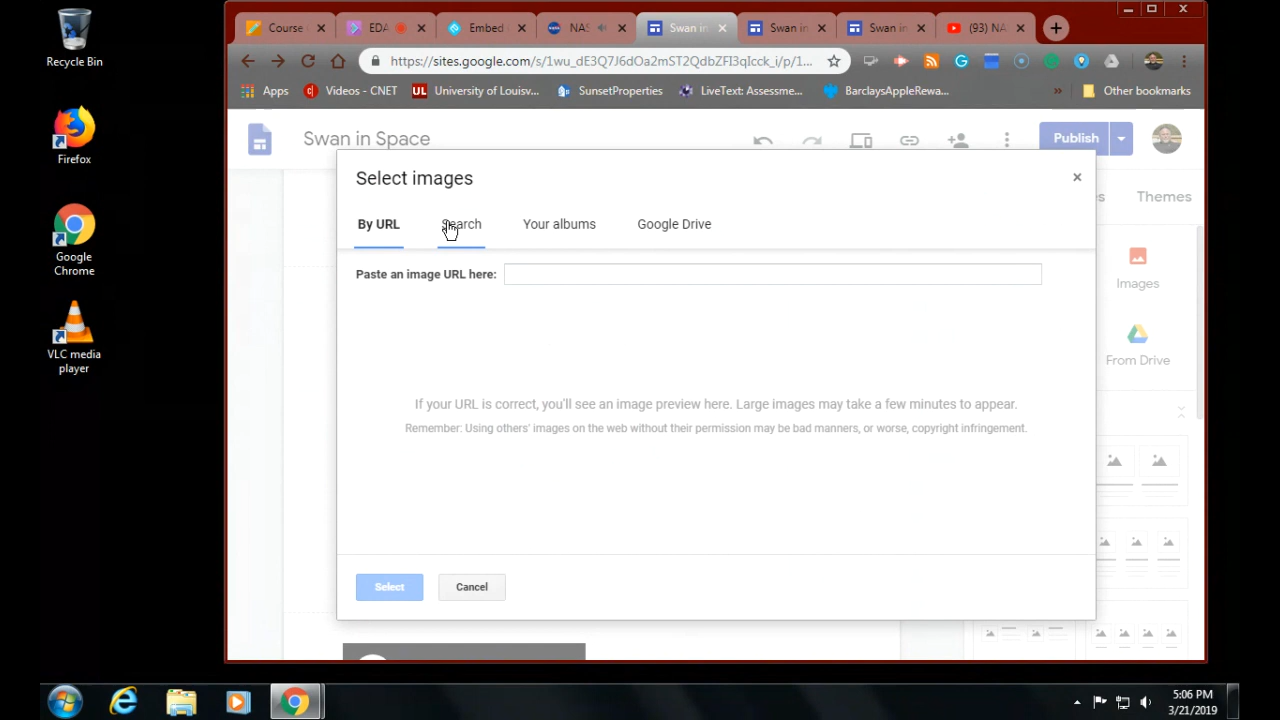 Recycle Bin
Firefox
Google
Chrome
VLC media
player
Course
EDA
Embed
NAS
Swan in
Swan in
Swan in
(93) NA
https://sites.google.com/s/1wu_dE3Q7J6dOa2mST2QdbZFI3qIcck_i/p/1...
Apps
Videos - CNET
UL University of Louisv...
SunsetProperties
LiveText: Assessme...
BarclaysAppleRewa...
»
Other bookmarks
Swan in Space
Publish
Themes
Select images
×
By URL
Search
Your albums
Google Drive
Paste an image URL here:
If your URL is correct, you'll see an image preview here. Large images may take a few minutes to appear.
Remember: Using others' images on the web without their permission may be bad manners, or worse, copyright infringement.
Select
Cancel
Images
From Drive
5:06 PM
3/21/2019